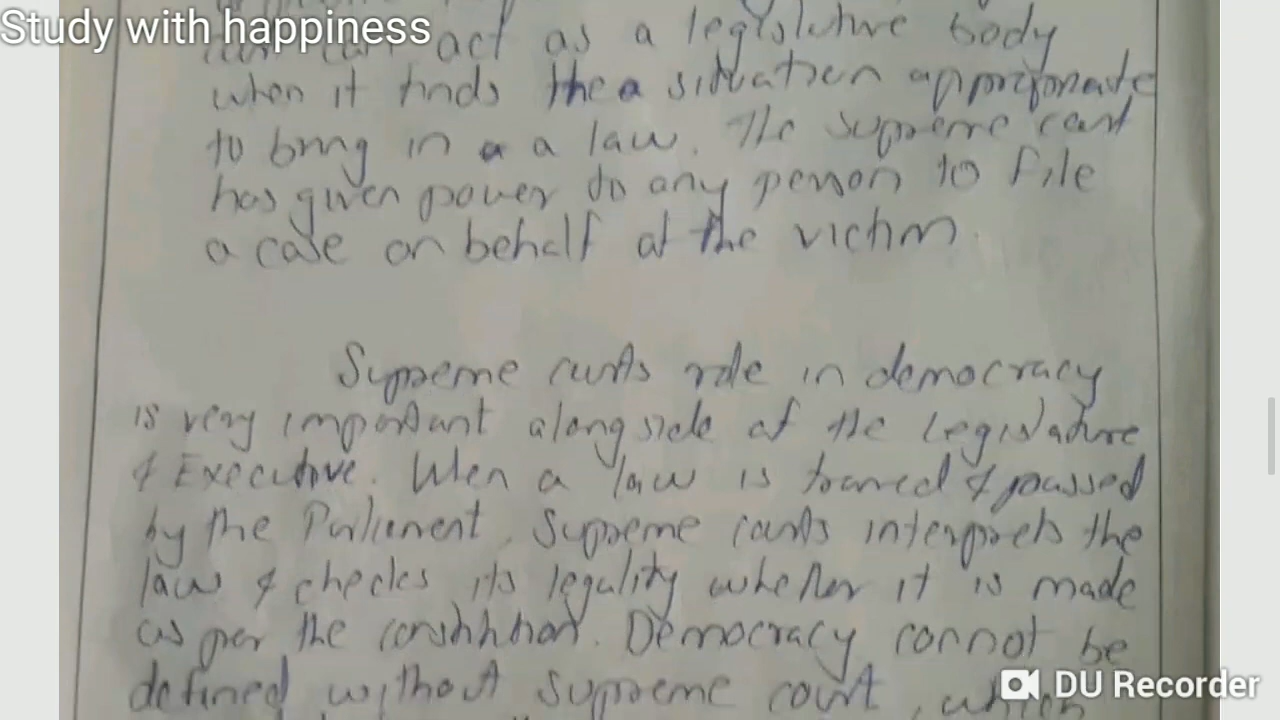 Study with happiness
act as a legislative body
when it finds the a situation appropriate
to bring in a a law. The supreme court
has given power to any person to file
a case on behalf of the victim.
Supreme courts role in democracy
is very important alongside of the Legislature
& Executive. When a law is framed & passed
by the Parliament, Supreme courts interprets the
law & checks its legality whether it is made
as per the constitution. Democracy cannot be
defined without supreme court, which
DU Recorder